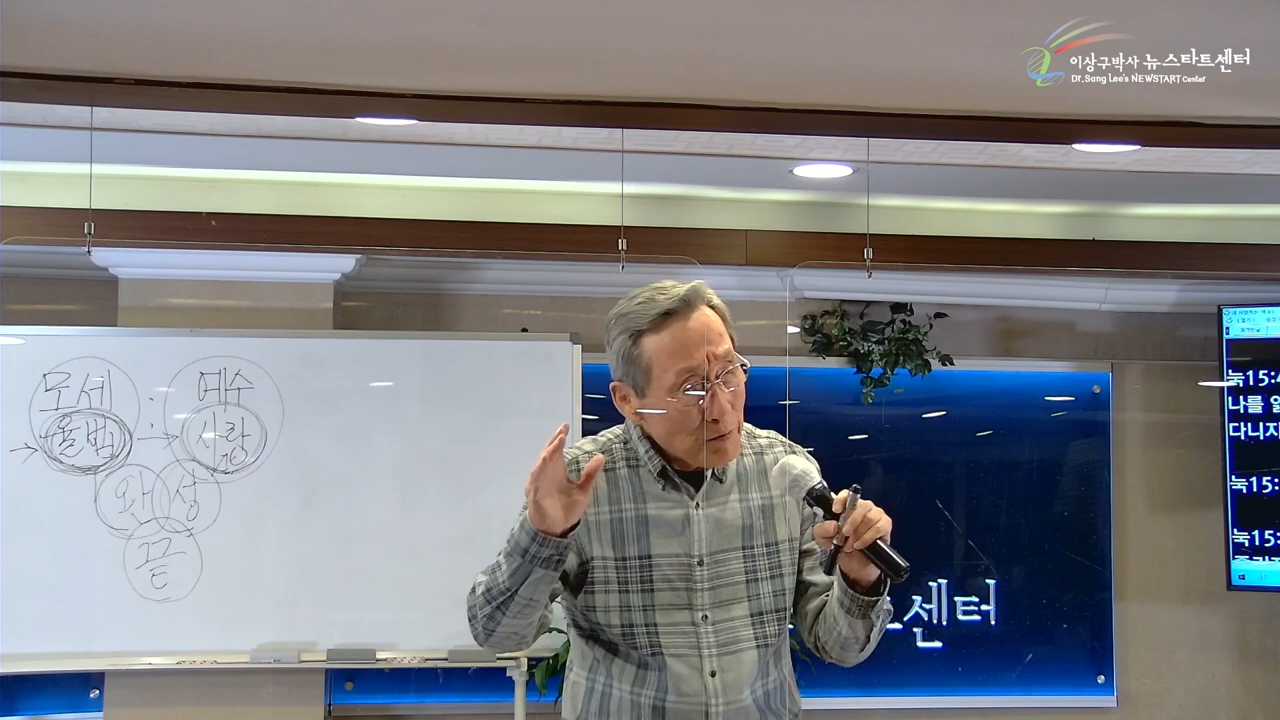 이상구박사 뉴스타트센터
Dr. Sang Lee's NEWSTART Center
모세 : 예수
율법 → 사랑
완성
끝
센터
눅15:
나를
다니지
눅15:
눅15: